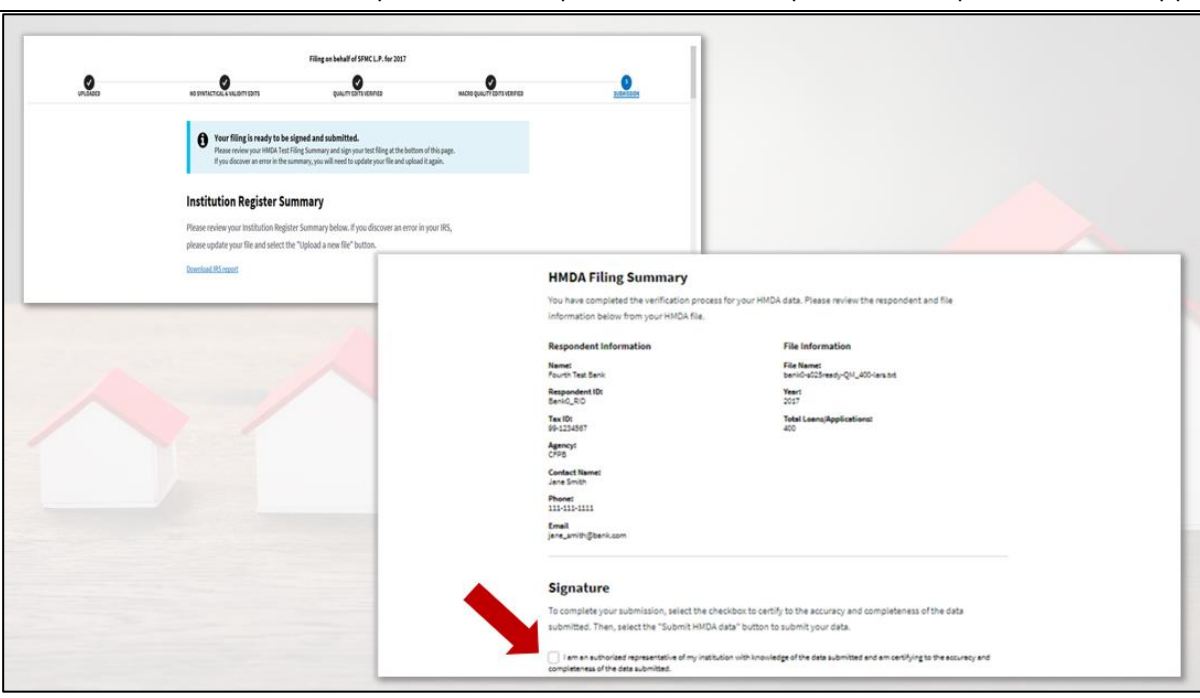 Filing on behalf of SFMC L.P. for 2017
UPLOADED NO SYNTACTICAL & VALIDITY EDITS QUALITY EDITS VERIFIED MACRO QUALITY EDITS VERIFIED SUBMISSION
Your filing is ready to be signed and submitted.
Please review your HMDA Test Filing Summary and sign your test filing at the bottom of this page.
If you discover an error in the summary, you will need to update your file and upload it again.
Institution Register Summary
Please review your Institution Register Summary below. If you discover an error in your IRS,
please update your file and select the "Upload a new file" button.
Download IRS report
HMDA Filing Summary
You have completed the verification process for your HMDA data. Please review the respondent and file
information below from your HMDA file.
Respondent Information
Name:
Fourth Test Bank
Respondent ID:
Bank0_RID
Tax ID:
99-1234567
Agency:
CFPB
Contact Name:
Jane Smith
Phone:
111-111-1111
Email
jane_smith@bank.com
File Information
File Name:
Year:
2017
Total Loans/Applications:
400
Signature
To complete your submission, select the checkbox to certify to the accuracy and completeness of the data
submitted. Then, select the "Submit HMDA data" button to submit your data.
I am an authorized representative of my institution with knowledge of the data submitted and am certifying to the accuracy and
completeness of the data submitted.